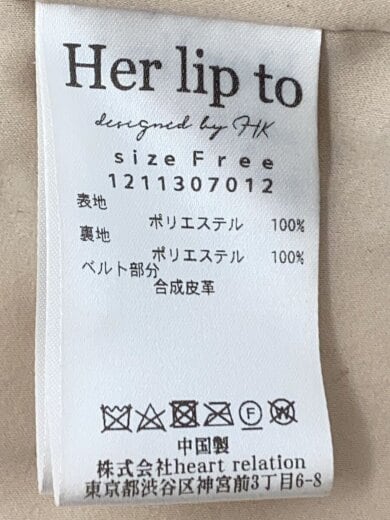 Her lip to
designed by HK
size Free
1211307012
表地
ポリエステル 100%
裏地
ポリエステル 100%
ベルト部分
合成皮革
中国製
株式会社heart relation
東京都渋谷区神宮前3丁目6-8